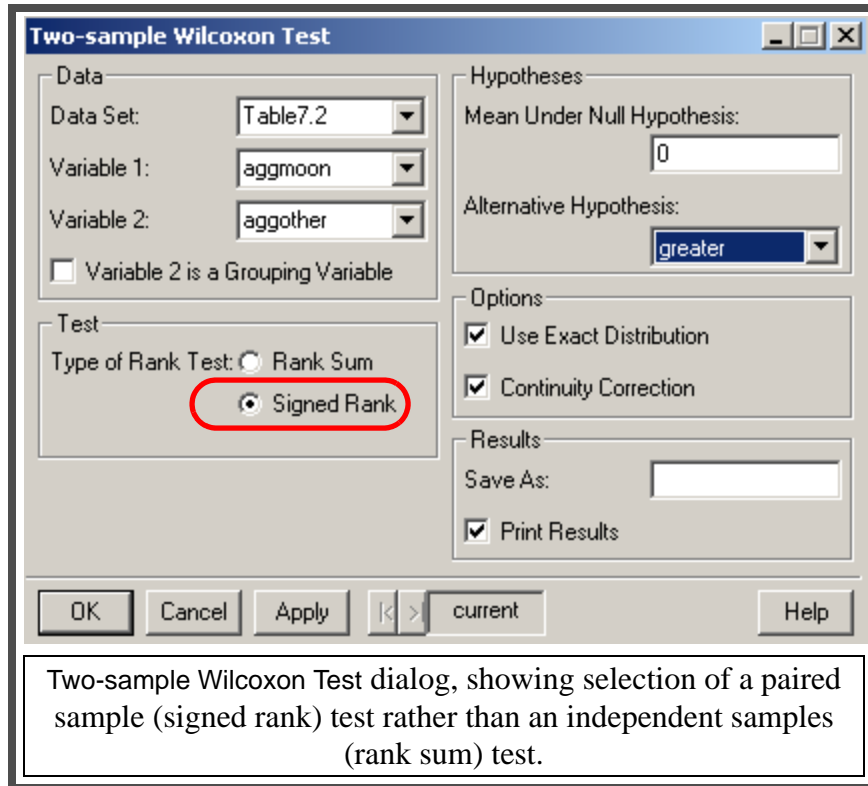 Two-sample Wilcoxon Test
Data
Data Set:
Table7.2
Variable 1:
aggmoon
Variable 2:
aggother
Variable 2 is a Grouping Variable
Test
Type of Rank Test:
Rank Sum
Signed Rank
Hypotheses
Mean Under Null Hypothesis:
0
Alternative Hypothesis:
greater
Options
Use Exact Distribution
Continuity Correction
Results
Save As:
Print Results
OK
Cancel
Apply
current
Help
Two-sample Wilcoxon Test dialog, showing selection of a paired
sample (signed rank) test rather than an independent samples
(rank sum) test.